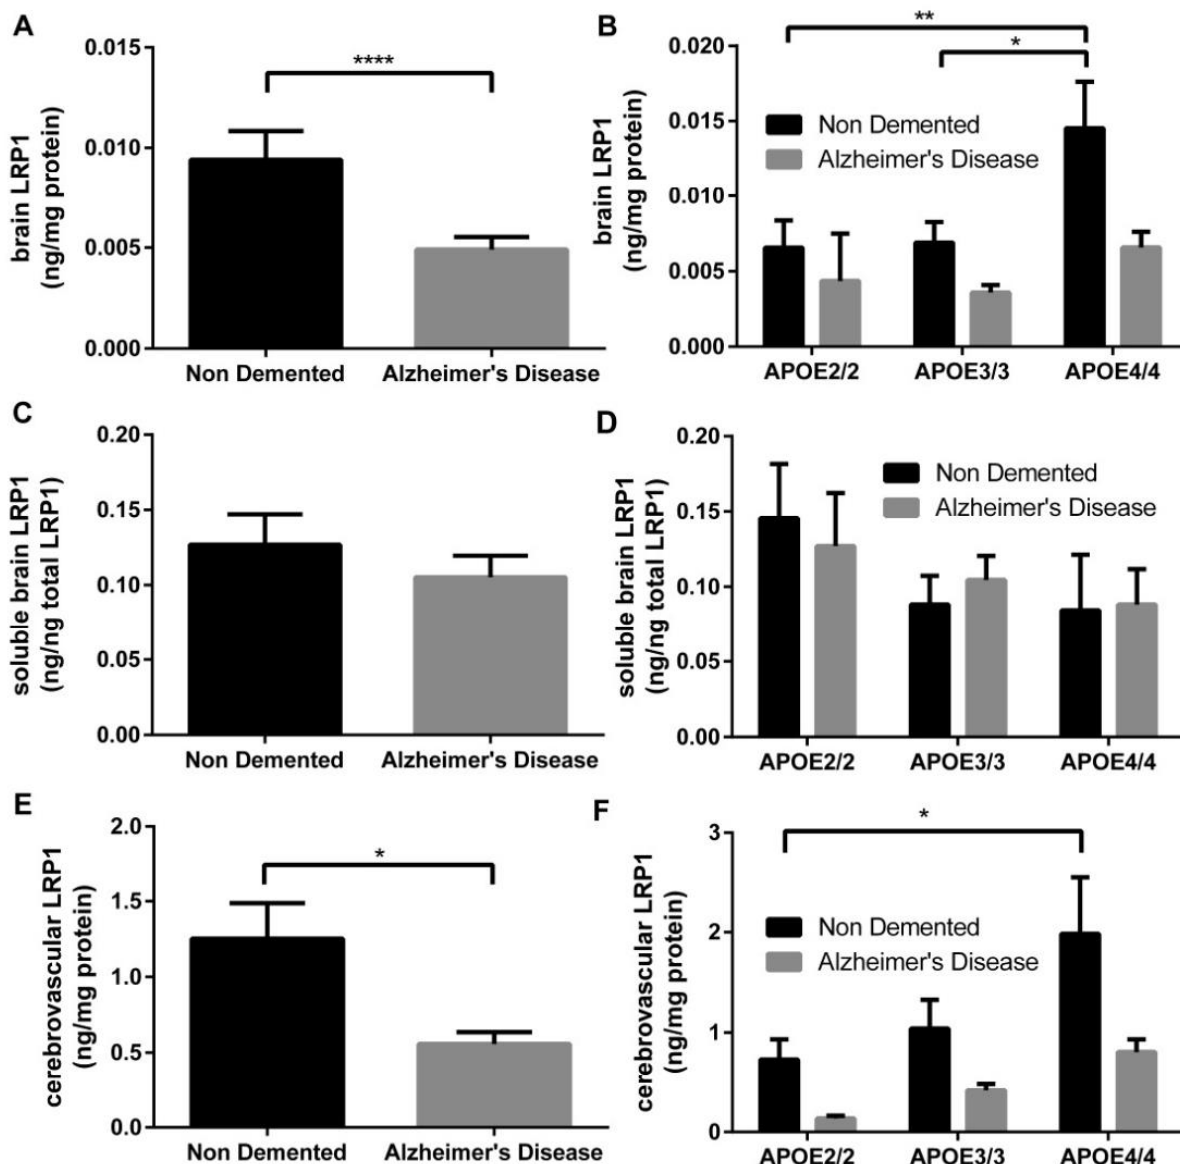 A
brain LRP1
(ng/mg protein)
0.015
0.010
0.005
0.000
****
Non Demented
Alzheimer's Disease
B
brain LRP1
(ng/mg protein)
0.020
0.015
0.010
0.005
0.000
**
*
Non Demented
Alzheimer's Disease
APOE2/2
APOE3/3
APOE4/4
C
soluble brain LRP1
(ng/ng total LRP1)
0.20
0.15
0.10
0.05
0.00
Non Demented
Alzheimer's Disease
D
soluble brain LRP1
(ng/ng total LRP1)
0.20
0.15
0.10
0.05
0.00
Non Demented
Alzheimer's Disease
APOE2/2
APOE3/3
APOE4/4
E
cerebrovascular LRP1
(ng/mg protein)
2.0
1.5
1.0
0.5
0.0
*
Non Demented
Alzheimer's Disease
F
cerebrovascular LRP1
(ng/mg protein)
3
2
1
0
*
Non Demented
Alzheimer's Disease
APOE2/2
APOE3/3
APOE4/4